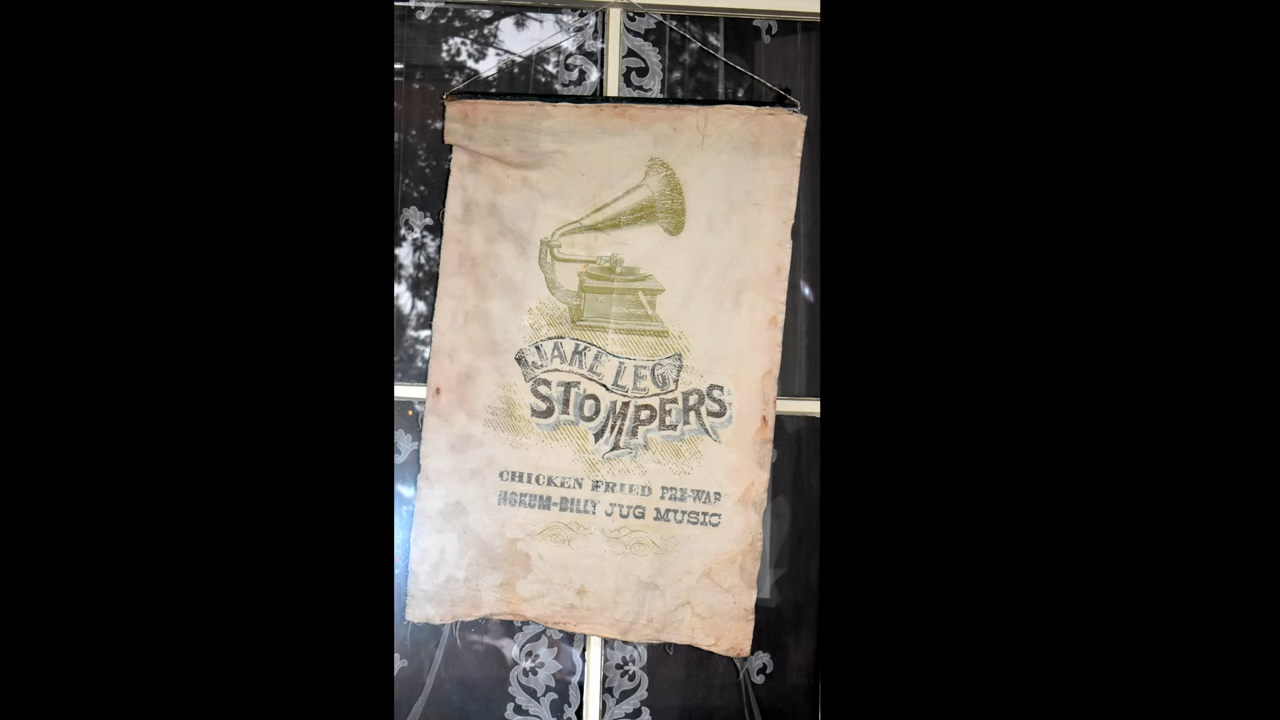 JAKE LEG
STOMPERS
CHICKEN FRIED PRE-WAR
HOKUM-BILLY JUG MUSIC